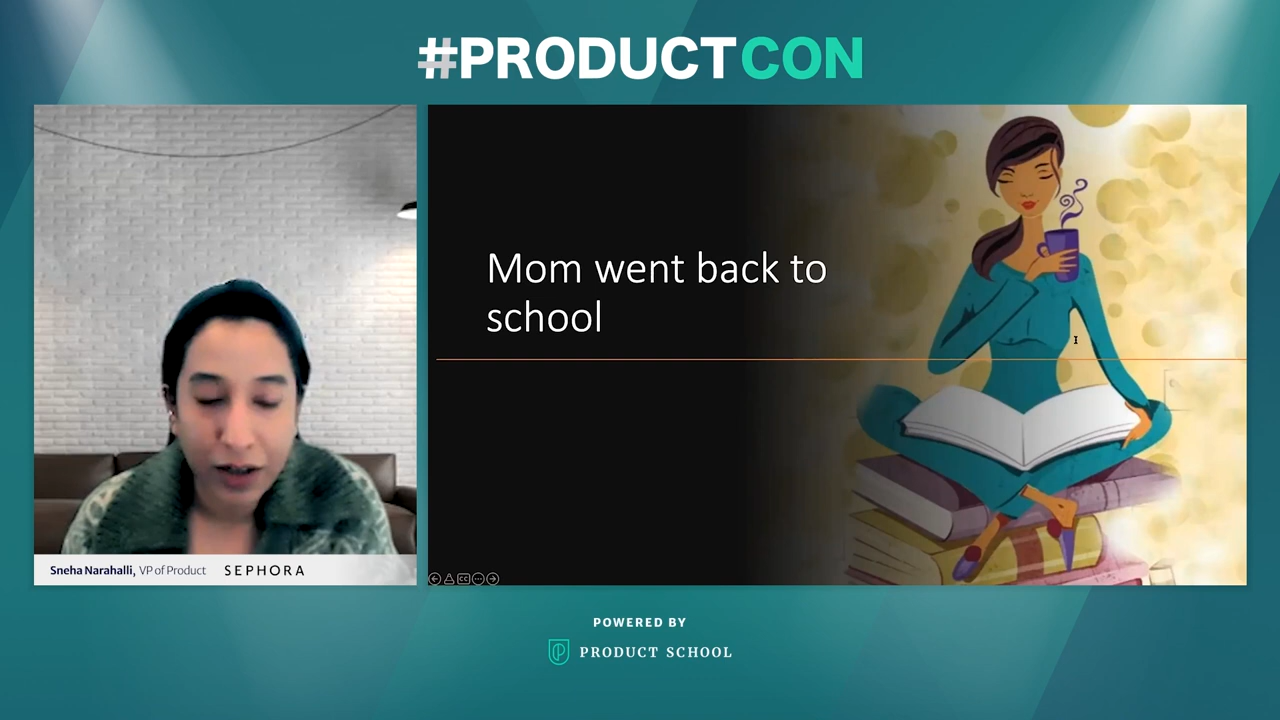 #PRODUCTCON
Mom went back to
school
Sneha Narahalli, VP of Product SEPHORA
POWERED BY
PRODUCT SCHOOL